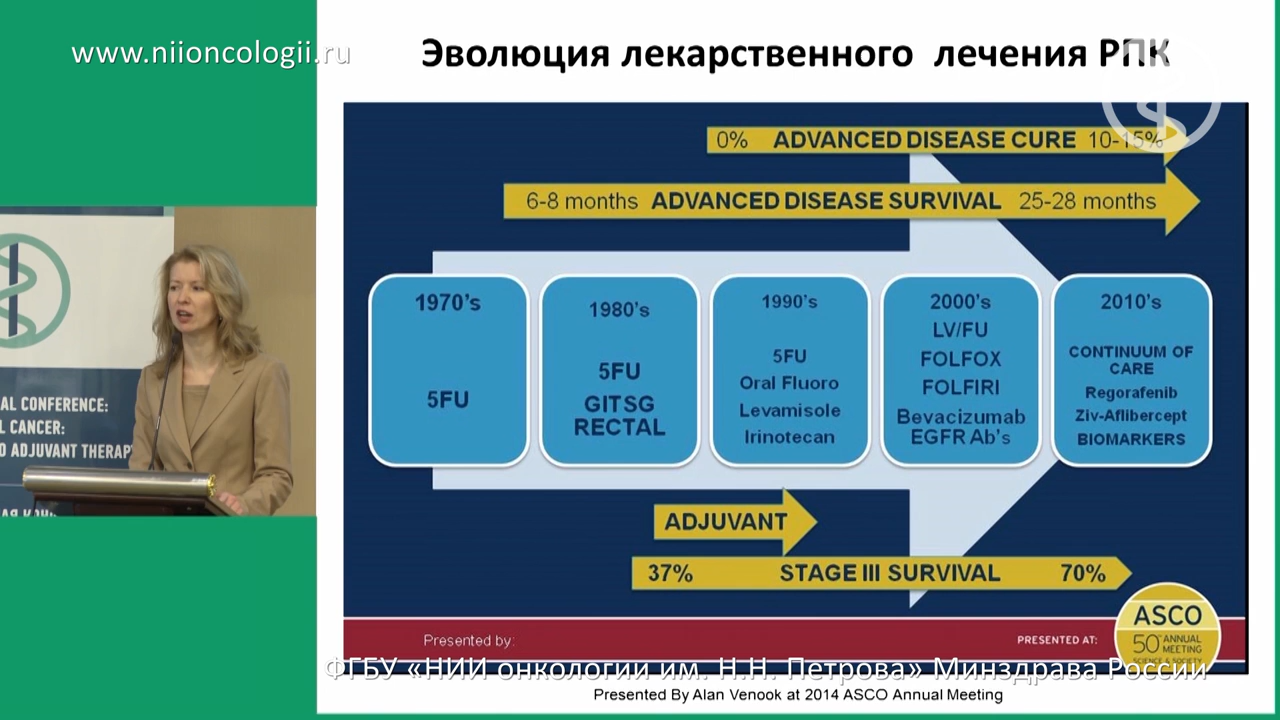 www.niioncologii.ru
Эволюция лекарственного лечения РПК
0% ADVANCED DISEASE CURE 10-15%
6-8 months ADVANCED DISEASE SURVIVAL 25-28 months
1970's
5FU
1980's
5FU
GITSG
RECTAL
1990's
5FU
Oral Fluoro
Levamisole
Irinotecan
2000's
LV/FU
FOLFOX
FOLFIRI
Bevacizumab
EGFR Ab's
2010's
CONTINUUM OF
CARE
Regorafenib
Ziv-Aflibercept
BIOMARKERS
ADJUVANT
37% STAGE III SURVIVAL 70%
AL CONFERENCE:
L CANCER:
D ADJUVANT THERAP
Presented by:
PRESENTED AT:
ASCO
50TH ANNUAL
MEETING
SCIENCE & SOCIETY
ФГБУ «НИИ онкологии им. Н.Н. Петрова» Минздрава России
Presented By Alan Venook at 2014 ASCO Annual Meeting